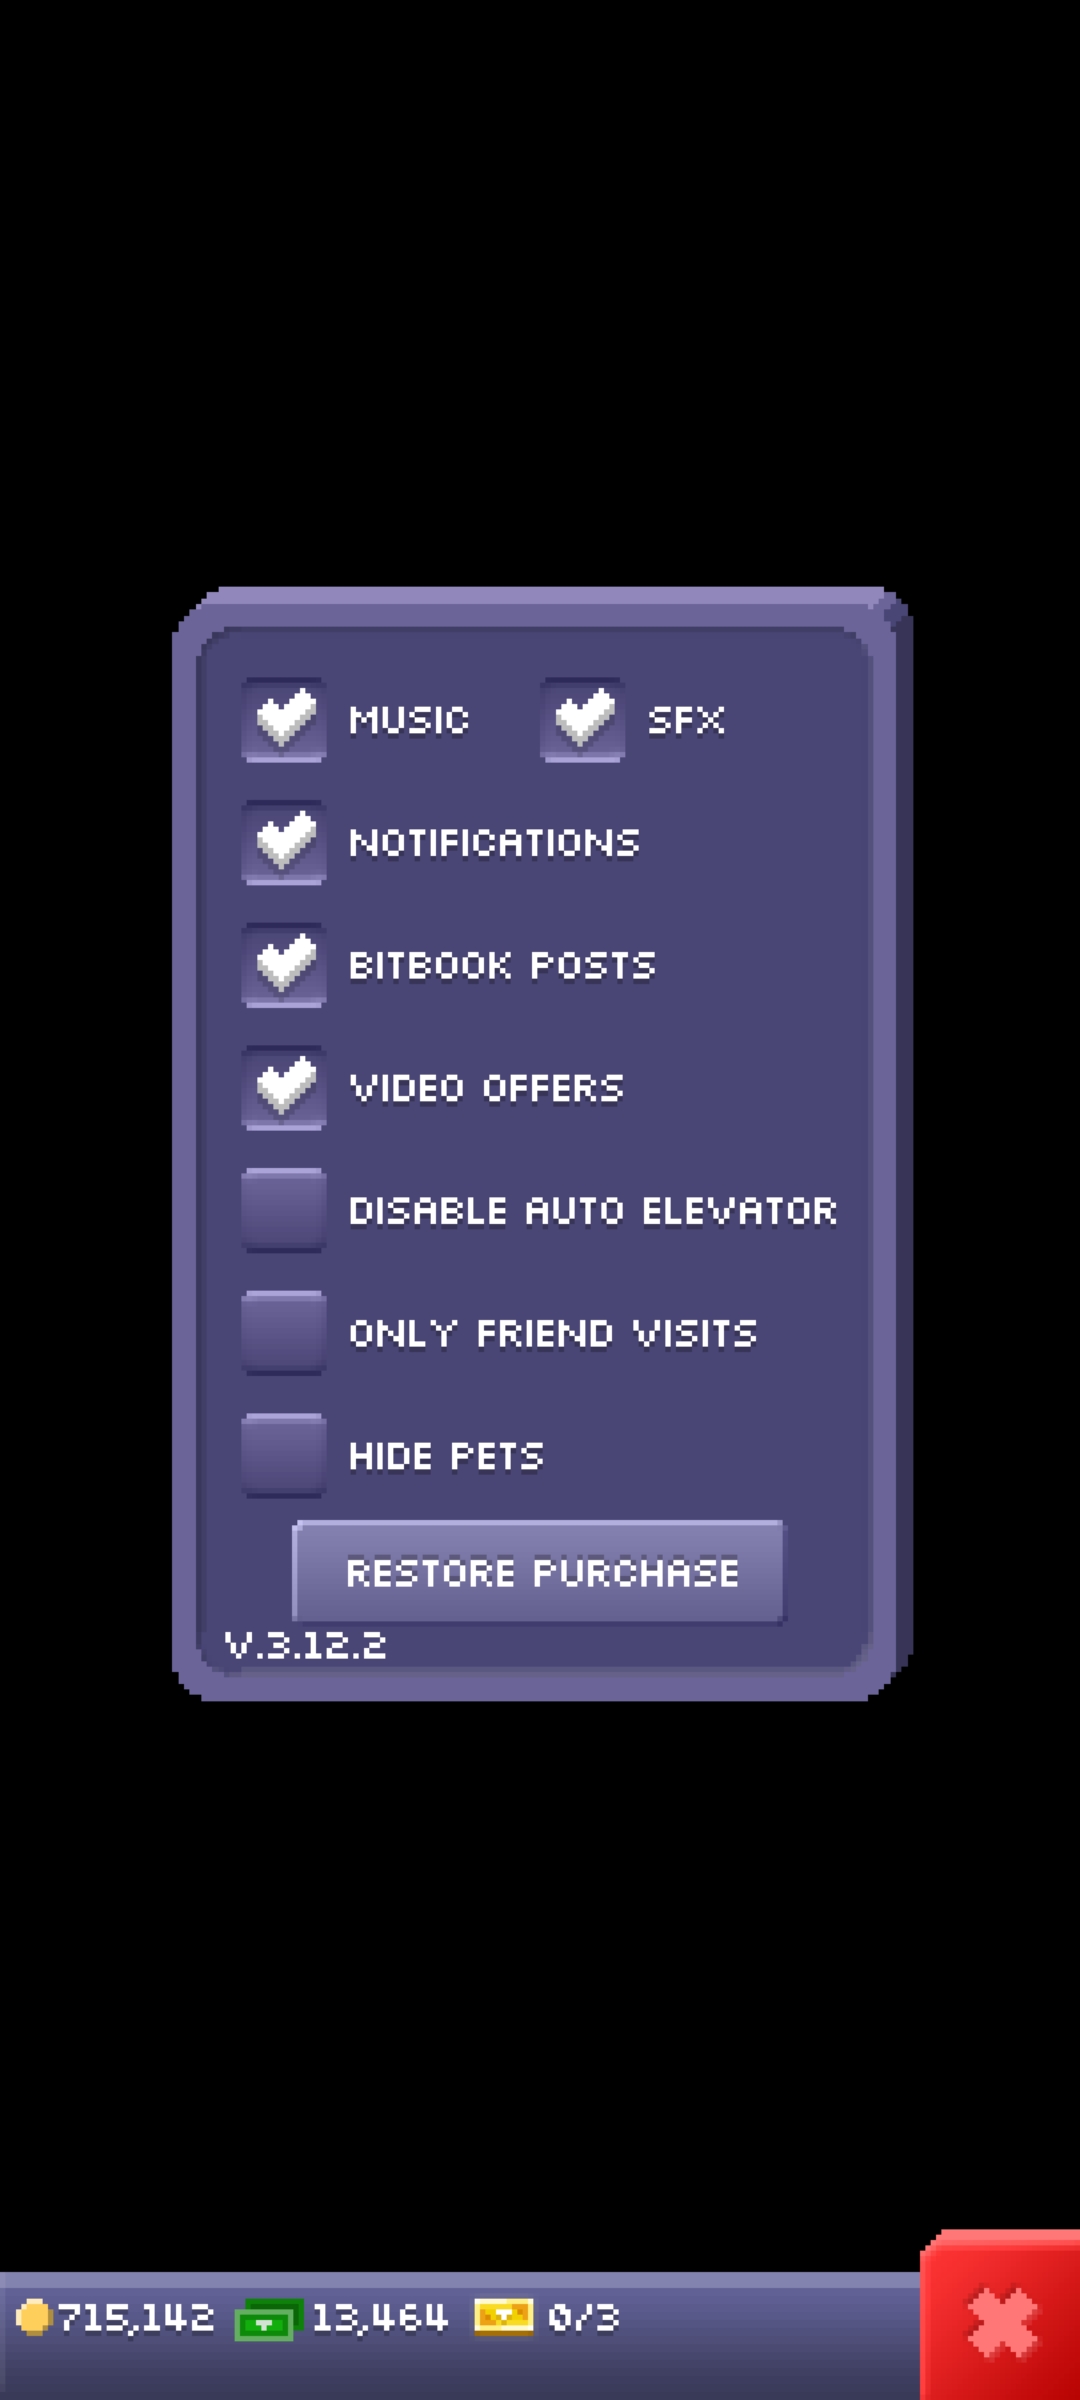 MUSIC SFX
NOTIFICATIONS
BITBOOK POSTS
VIDEO OFFERS
DISABLE AUTO ELEVATOR
ONLY FRIEND VISITS
HIDE PETS
RESTORE PURCHASE
V.3.12.2
715,142 13,464 0/3